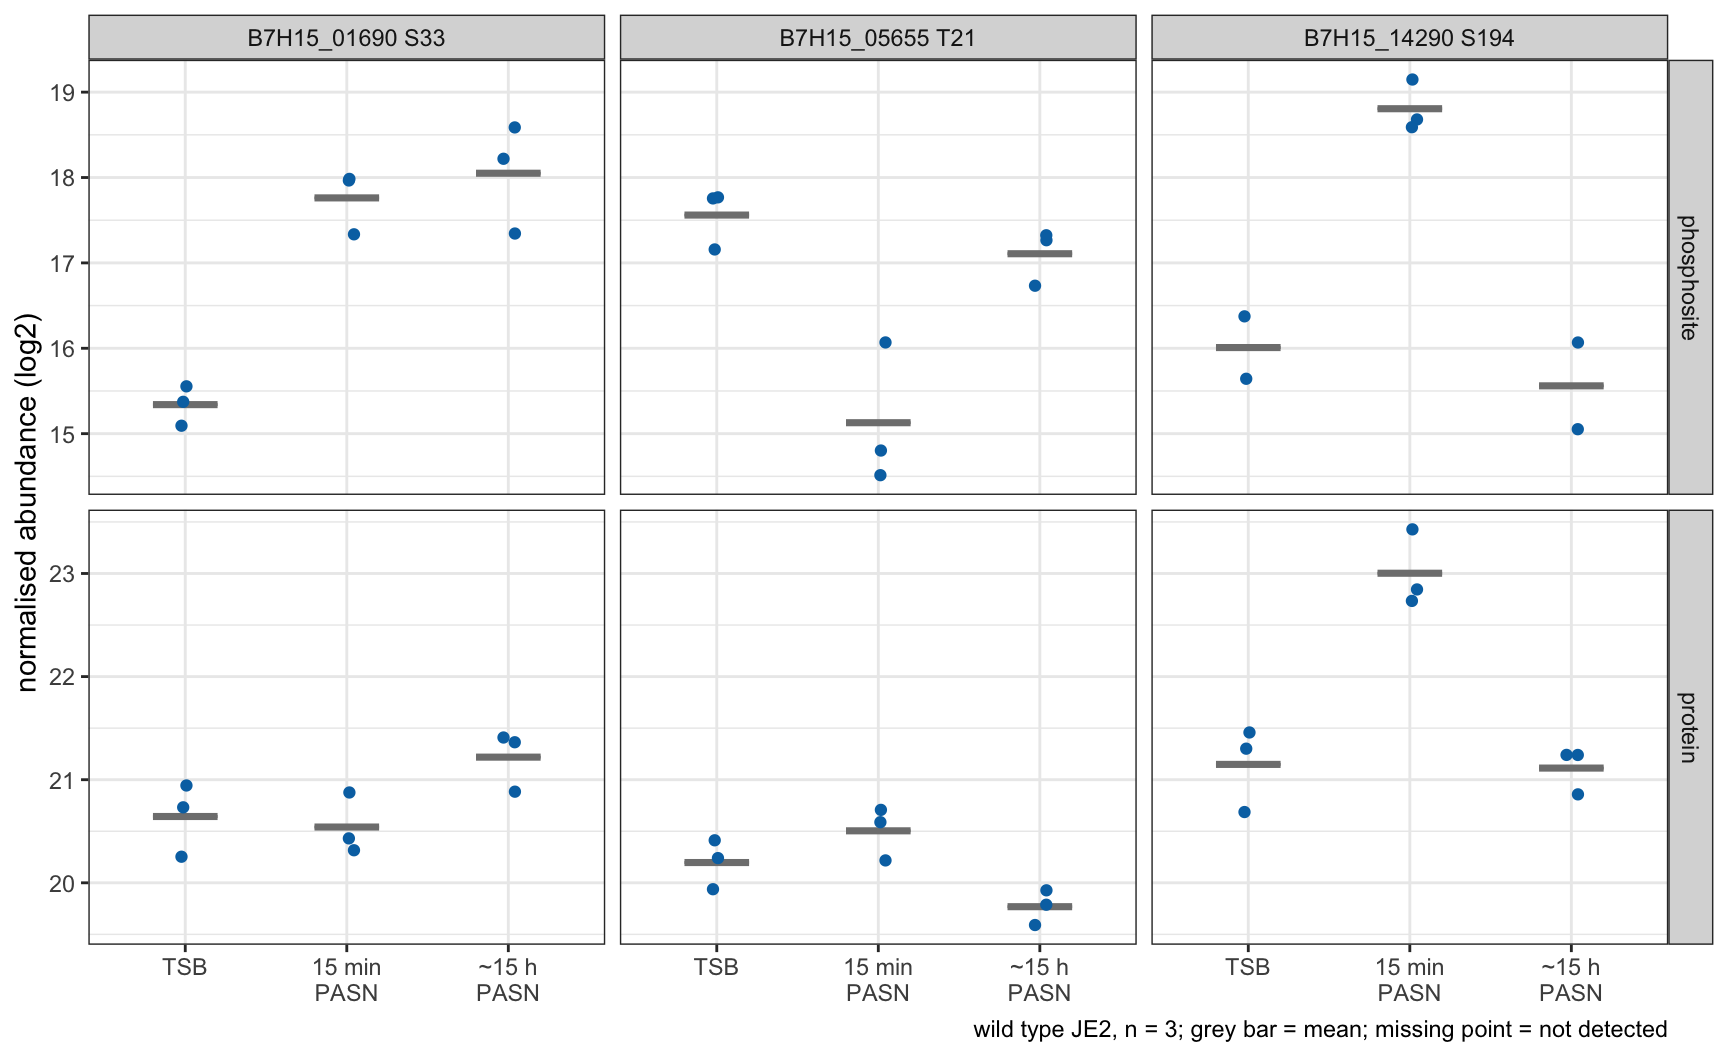 B7H15_01690 S33
B7H15_05655 T21
B7H15_14290 S194
normalised abundance (log2)
19
18
17
16
15
phosphosite
23
22
21
20
protein
TSB
15 min
PASN
~15 h
PASN
TSB
15 min
PASN
~15 h
PASN
TSB
15 min
PASN
~15 h
PASN
wild type JE2, n = 3; grey bar = mean; missing point = not detected